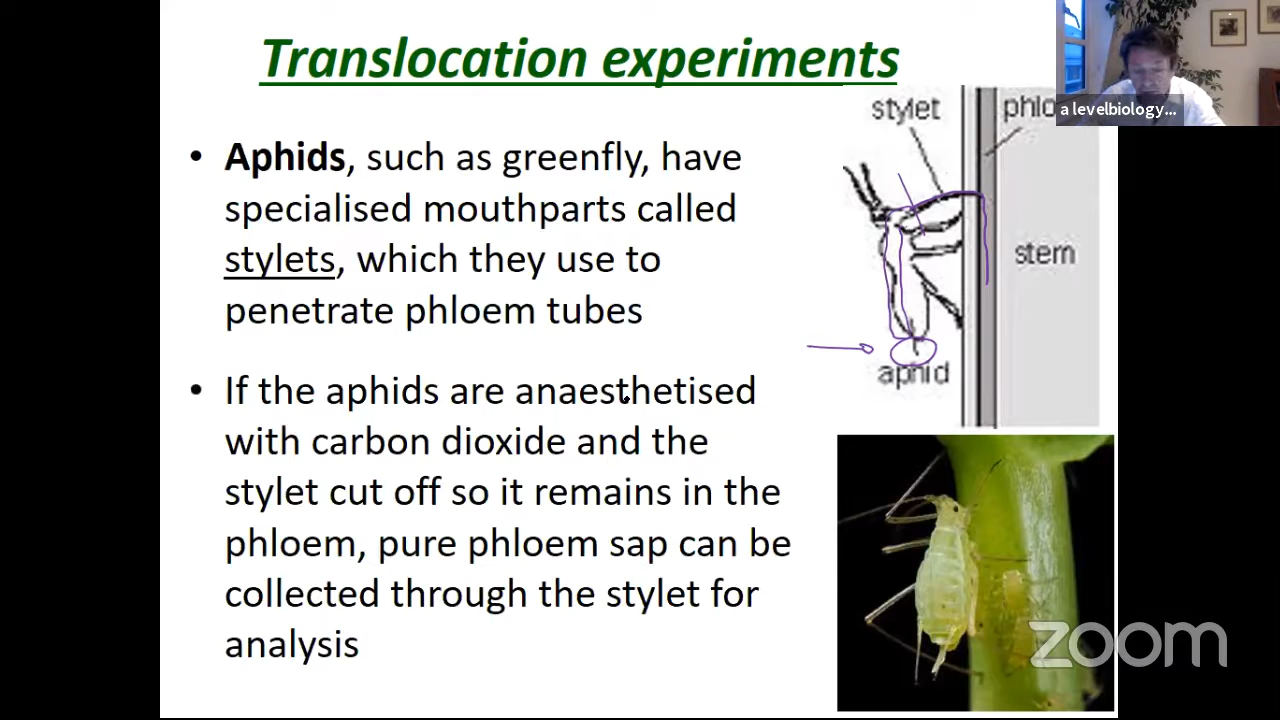 Translocation experiments
• Aphids, such as greenfly, have
specialised mouthparts called
stylets, which they use to
penetrate phloem tubes
• If the aphids are anaesthetised
with carbon dioxide and the
stylet cut off so it remains in the
phloem, pure phloem sap can be
collected through the stylet for
analysis
stylet
phlo
stem
aphid
a levelbiology...
zoom